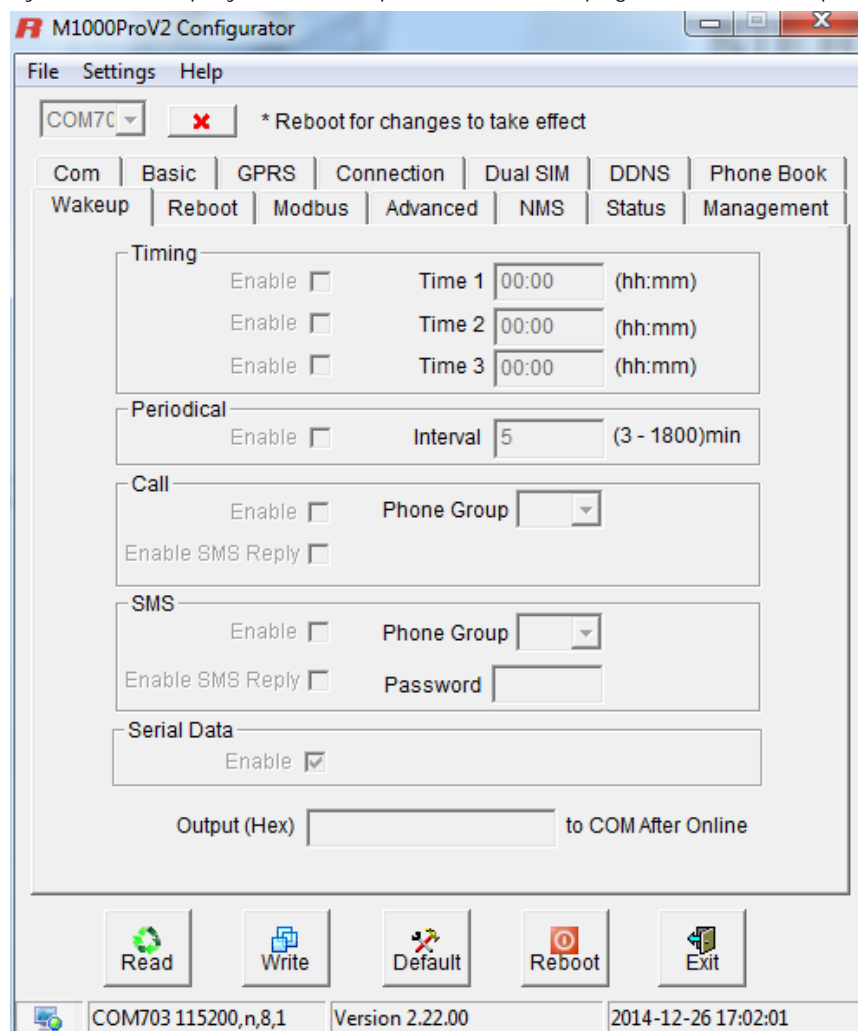 M1000ProV2 Configurator
File Settings Help
COM70 * Reboot for changes to take effect
Com Basic GPRS Connection Dual SIM DDNS Phone Book
Wakeup Reboot Modbus Advanced NMS Status Management
Timing
Enable Time 1 00:00 (hh:mm)
Enable Time 2 00:00 (hh:mm)
Enable Time 3 00:00 (hh:mm)
Periodical
Enable Interval 5 (3 - 1800)min
Call
Enable Phone Group
Enable SMS Reply
SMS
Enable Phone Group
Enable SMS Reply Password
Serial Data
Enable
Output (Hex) to COM After Online
Read Write Default Reboot Exit
COM703 115200,n,8,1 Version 2.22.00 2014-12-26 17:02:01